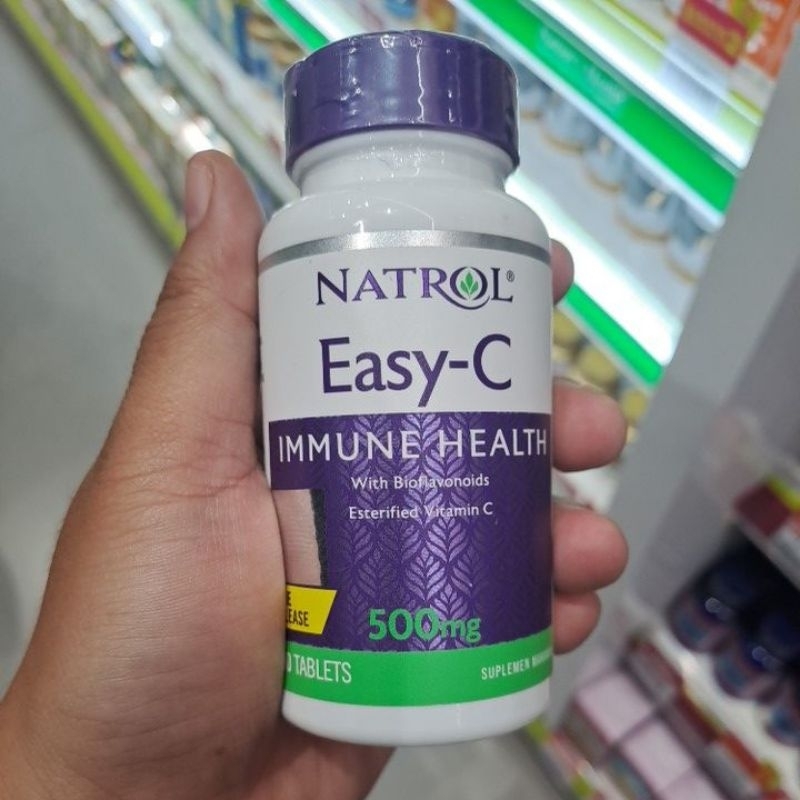 NATROL®
Easy-C
IMMUNE HEALTH
With Bioflavonoids
Esterified Vitamin C
500mg
TABLETS
SUPLEMEN